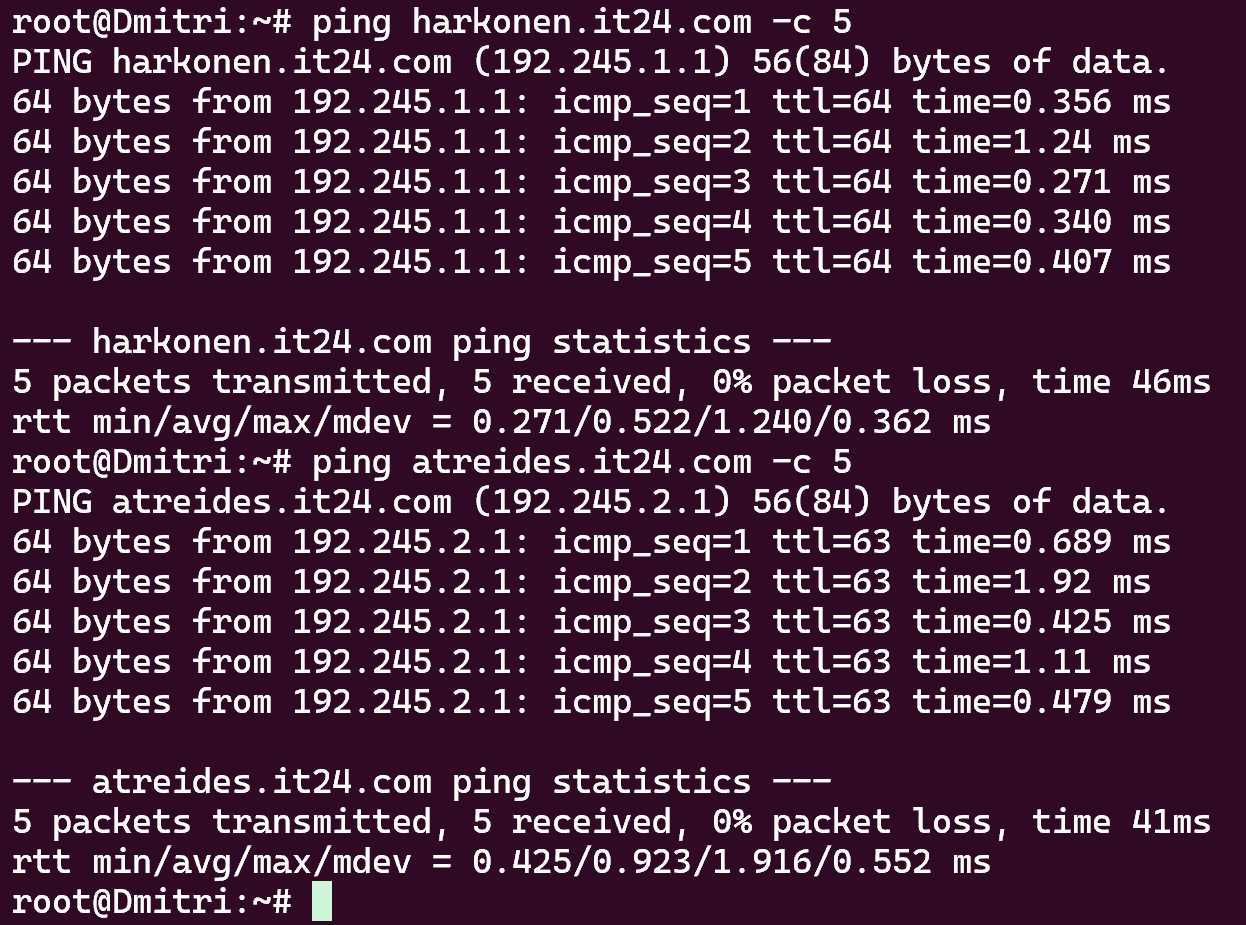 root@Dmitri:~# ping harkonen.it24.com -c 5
PING harkonen.it24.com (192.245.1.1) 56(84) bytes of data.
64 bytes from 192.245.1.1: icmp_seq=1 ttl=64 time=0.356 ms
64 bytes from 192.245.1.1: icmp_seq=2 ttl=64 time=1.24 ms
64 bytes from 192.245.1.1: icmp_seq=3 ttl=64 time=0.271 ms
64 bytes from 192.245.1.1: icmp_seq=4 ttl=64 time=0.340 ms
64 bytes from 192.245.1.1: icmp_seq=5 ttl=64 time=0.407 ms

--- harkonen.it24.com ping statistics ---
5 packets transmitted, 5 received, 0% packet loss, time 46ms
rtt min/avg/max/mdev = 0.271/0.522/1.240/0.362 ms
root@Dmitri:~# ping atreides.it24.com -c 5
PING atreides.it24.com (192.245.2.1) 56(84) bytes of data.
64 bytes from 192.245.2.1: icmp_seq=1 ttl=63 time=0.689 ms
64 bytes from 192.245.2.1: icmp_seq=2 ttl=63 time=1.92 ms
64 bytes from 192.245.2.1: icmp_seq=3 ttl=63 time=0.425 ms
64 bytes from 192.245.2.1: icmp_seq=4 ttl=63 time=1.11 ms
64 bytes from 192.245.2.1: icmp_seq=5 ttl=63 time=0.479 ms

--- atreides.it24.com ping statistics ---
5 packets transmitted, 5 received, 0% packet loss, time 41ms
rtt min/avg/max/mdev = 0.425/0.923/1.916/0.552 ms
root@Dmitri:~#